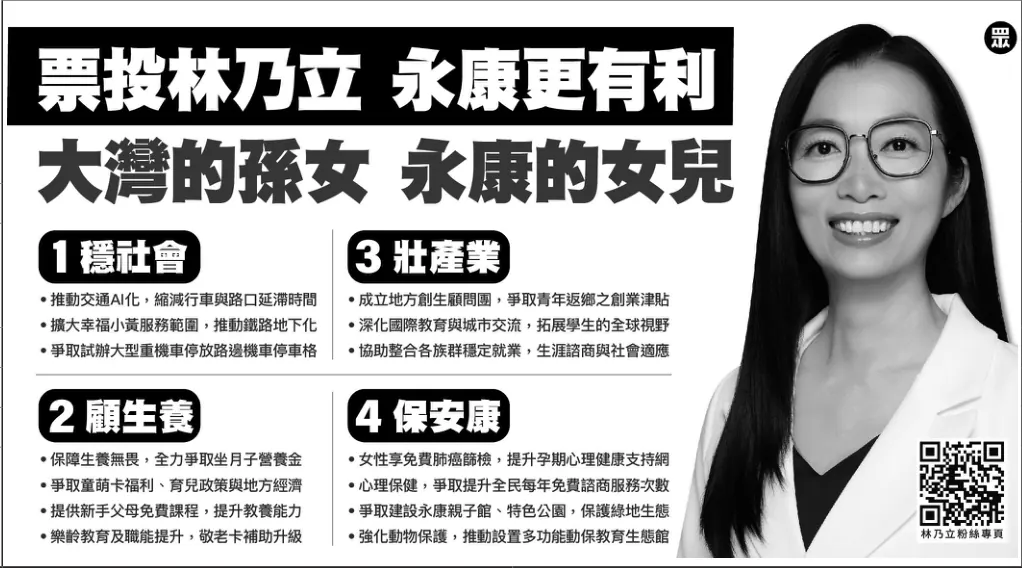 眾
票投林乃立 永康更有利
大灣的孫女 永康的女兒
1 穩社會
•推動交通AI化，縮減行車與路口延滯時間
•擴大幸福小黃服務範圍，推動鐵路地下化
•爭取試辦大型重機車停放路邊機車停車格
2 顧生養
•保障生養無畏，全力爭取坐月子營養金
•爭取童萌卡福利、育兒政策與地方經濟
•提供新手父母免費課程，提升教養能力
•樂齡教育及職能提升，敬老卡補助升級
3 壯產業
•成立地方創生顧問團，爭取青年返鄉之創業津貼
•深化國際教育與城市交流，拓展學生的全球視野
•協助整合各族群穩定就業，生涯諮商與社會適應
4 保安康
•女性享免費肺癌篩檢，提升孕期心理健康支持網
•心理保健，爭取提升全民每年免費諮商服務次數
•爭取建設永康親子館、特色公園，保護綠地生態
•強化動物保護，推動設置多功能動保教育生態館
林乃立粉絲專頁